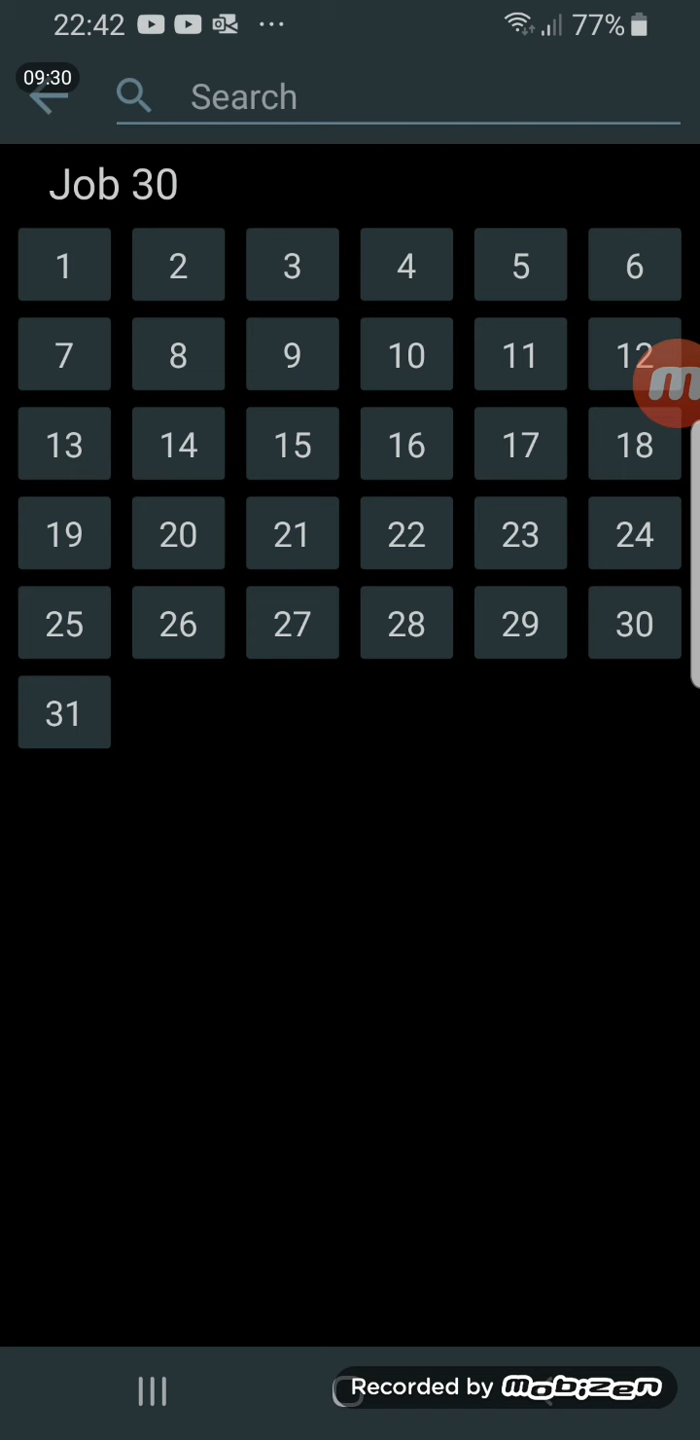 22:42 ... 77%
09:30
Search
Job 30
1 2 3 4 5 6
7 8 9 10 11 12
13 14 15 16 17 18
19 20 21 22 23 24
25 26 27 28 29 30
31
Recorded by mobizen